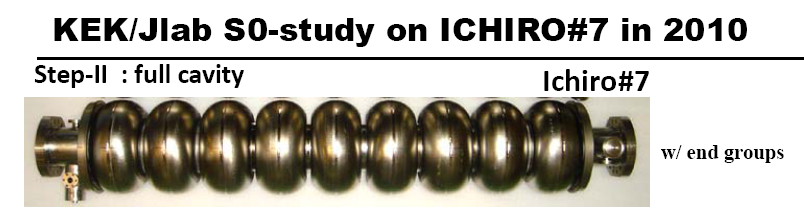 KEK/Jlab S0-study on ICHIRO#7 in 2010
Step-II : full cavity
Ichiro#7
w/ end groups